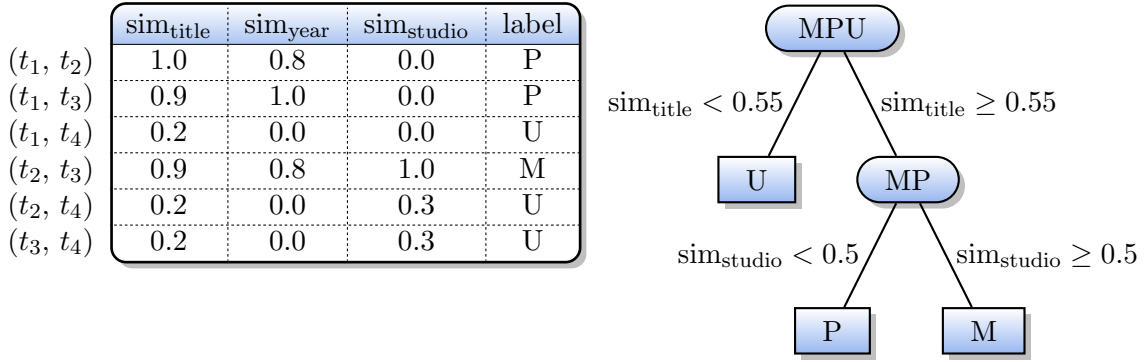 sim_title sim_year sim_studio label
(t₁, t₂) 1.0 0.8 0.0 P
(t₁, t₃) 0.9 1.0 0.0 P
(t₁, t₄) 0.2 0.0 0.0 U
(t₂, t₃) 0.9 0.8 1.0 M
(t₂, t₄) 0.2 0.0 0.3 U
(t₃, t₄) 0.2 0.0 0.3 U
MPU
sim_title < 0.55 sim_title ≥ 0.55
U MP
sim_studio < 0.5 sim_studio ≥ 0.5
P M